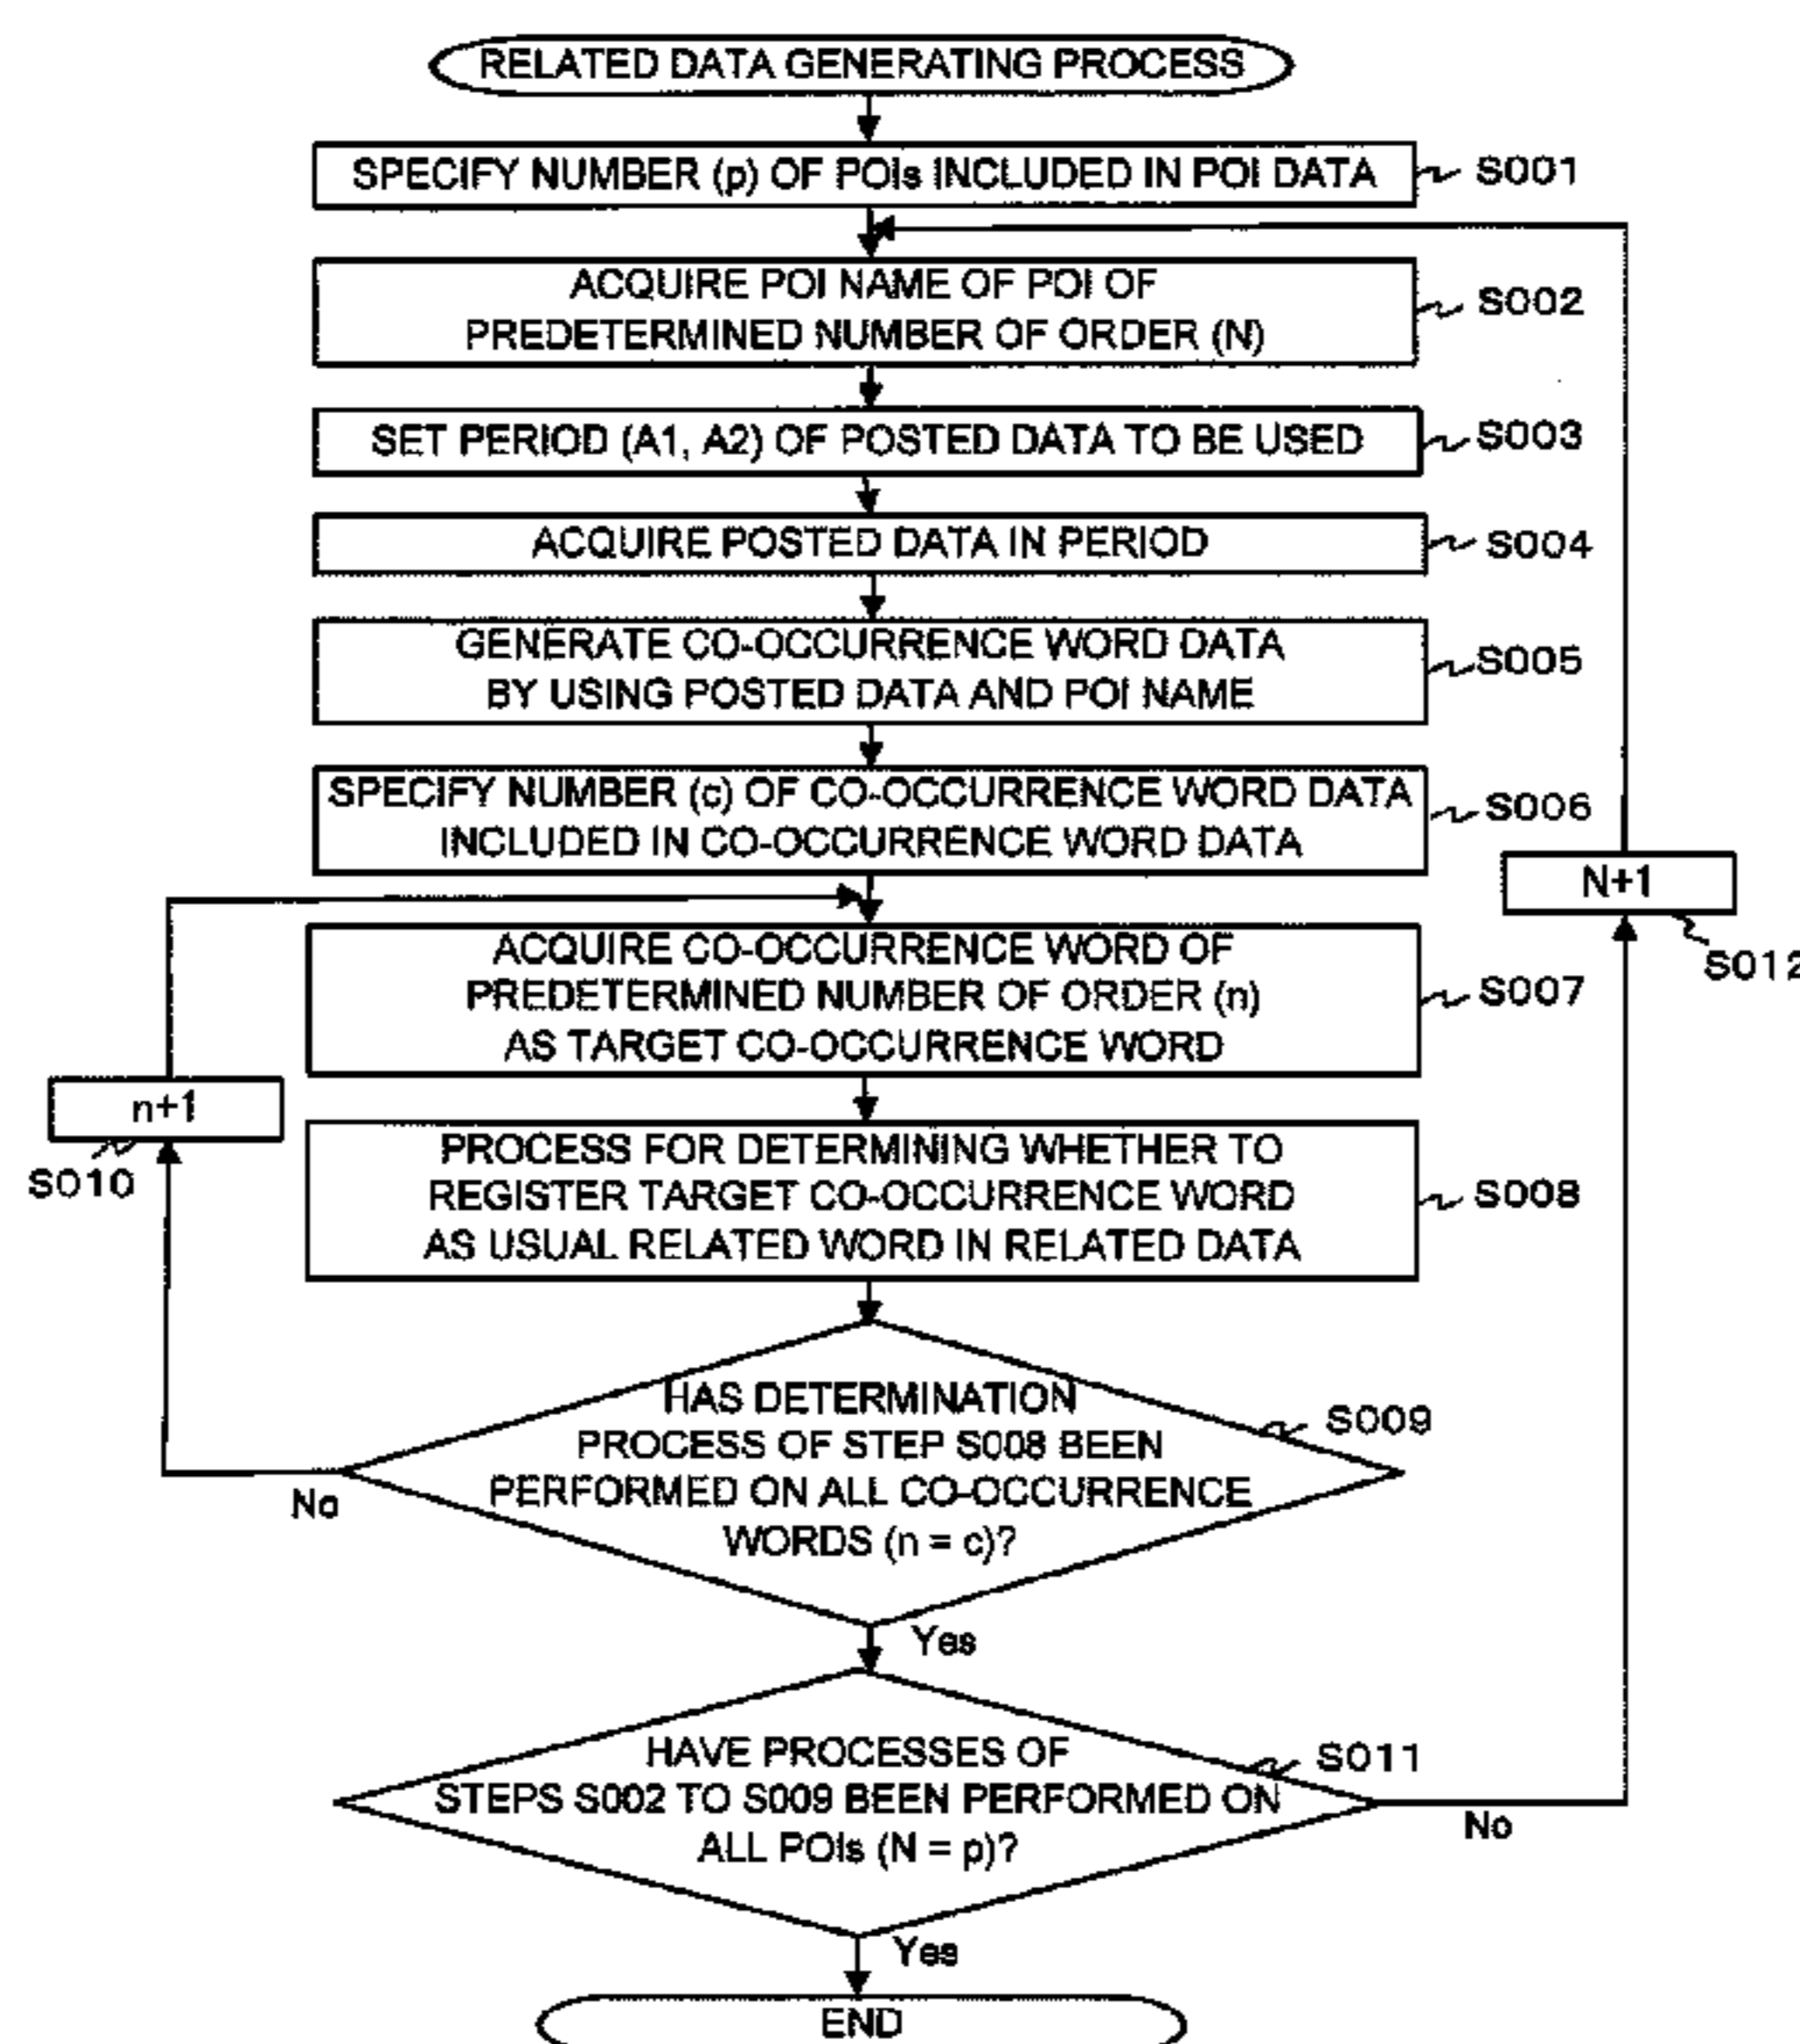 RELATED DATA GENERATING PROCESS
SPECIFY NUMBER (p) OF POIs INCLUDED IN POI DATA
S001
ACQUIRE POI NAME OF POI OF
PREDETERMINED NUMBER OF ORDER (N)
S002
SET PERIOD (A1, A2) OF POSTED DATA TO BE USED
S003
ACQUIRE POSTED DATA IN PERIOD
S004
GENERATE CO-OCCURRENCE WORD DATA
BY USING POSTED DATA AND POI NAME
S005
SPECIFY NUMBER (c) OF CO-OCCURRENCE WORD DATA
INCLUDED IN CO-OCCURRENCE WORD DATA
S006
N+1
S012
ACQUIRE CO-OCCURRENCE WORD OF
PREDETERMINED NUMBER OF ORDER (n)
AS TARGET CO-OCCURRENCE WORD
S007
n+1
S010
PROCESS FOR DETERMINING WHETHER TO
REGISTER TARGET CO-OCCURRENCE WORD
AS USUAL RELATED WORD IN RELATED DATA
S008
HAS DETERMINATION
PROCESS OF STEP S008 BEEN
PERFORMED ON ALL CO-OCCURRENCE
WORDS (n = c)?
S009
No
Yes
HAVE PROCESSES OF
STEPS S002 TO S009 BEEN PERFORMED ON
ALL POIs (N = p)?
S011
No
Yes
END